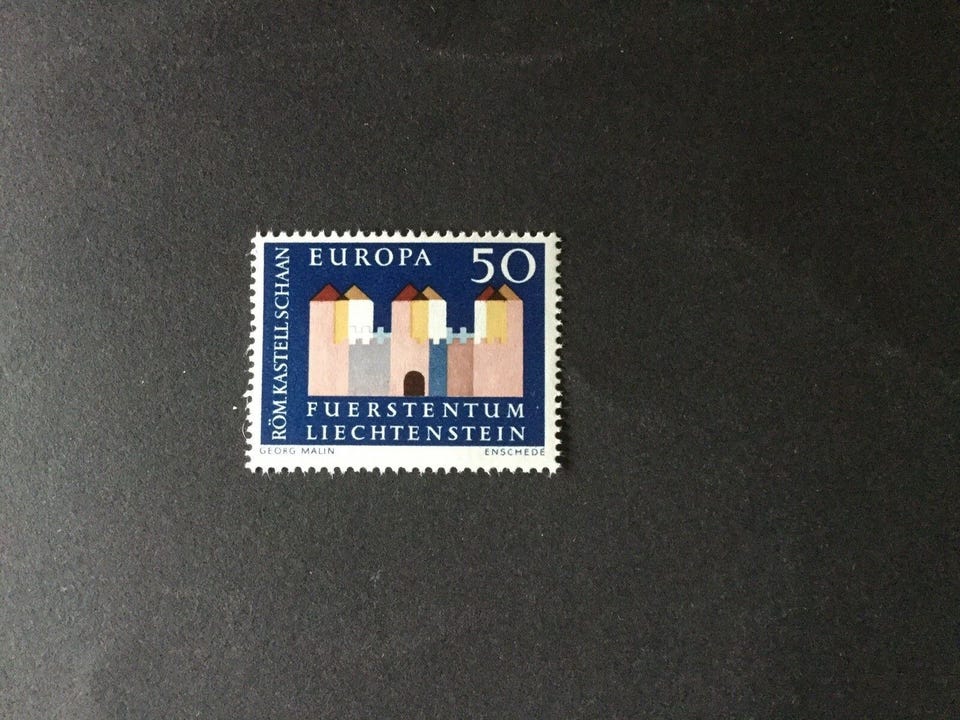 EUROPA 50
RÖM.KASTELL SCHAAN
FUERSTENTUM
LIECHTENSTEIN
GEORG MALIN ENSCHEDE